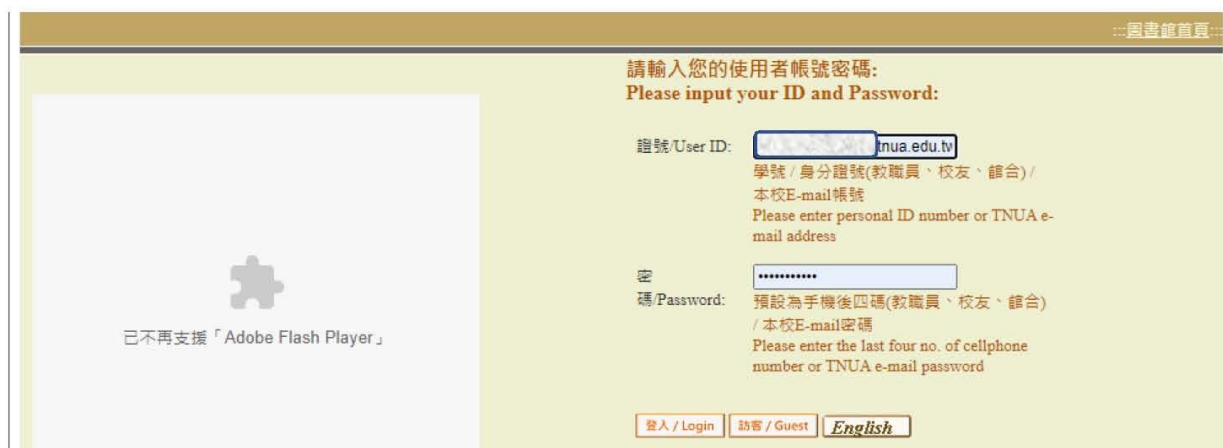 :::圖書館首頁:::
請輸入您的使用者帳號密碼:
Please input your ID and Password:
證號/User ID:
tnua.edu.tw
學號 / 身分證號(教職員、校友、館合) /
本校E-mail帳號
Please enter personal ID number or TNUA e-
mail address
密
碼/Password:
•••••••••••
預設為手機後四碼(教職員、校友、館合)
/ 本校E-mail密碼
Please enter the last four no. of cellphone
number or TNUA e-mail password
已不再支援「Adobe Flash Player」
登入 / Login
訪客 / Guest
English